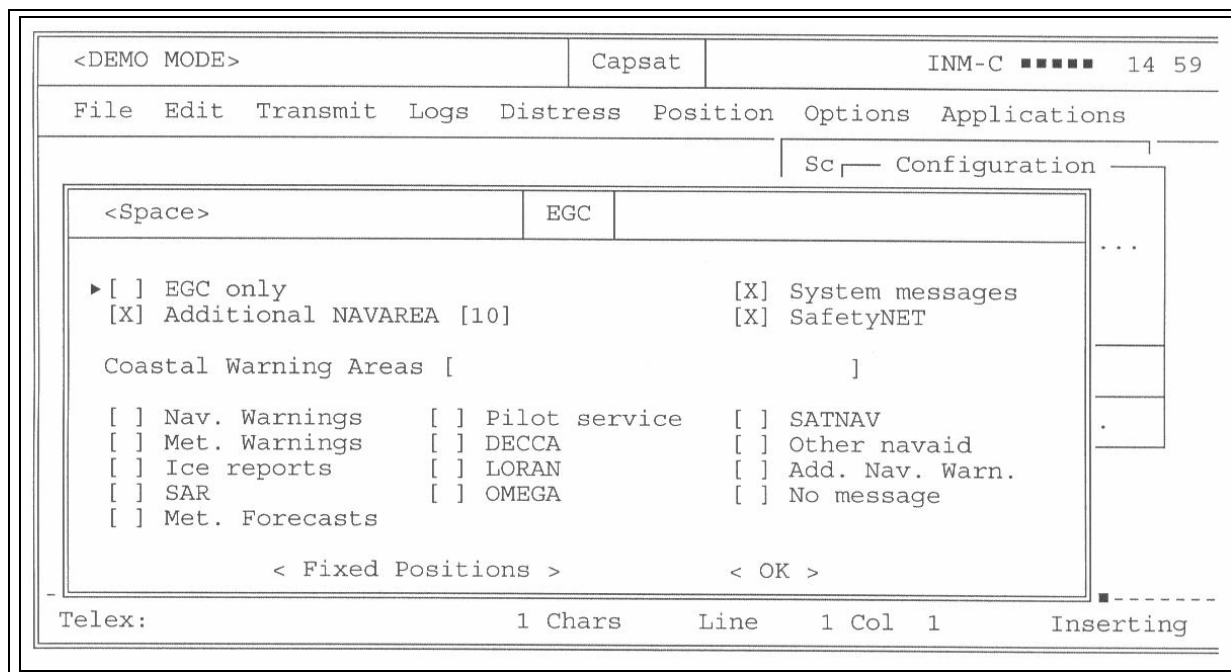 <DEMO MODE> Capsat INM-C ■■■■■ 14 59
File Edit Transmit Logs Distress Position Options Applications
Sc Configuration
<Space> EGC
...
▶[ ] EGC only [X] System messages
[X] Additional NAVAREA [10] [X] SafetyNET
Coastal Warning Areas [ ]
[ ] Nav. Warnings [ ] Pilot service [ ] SATNAV .
[ ] Met. Warnings [ ] DECCA [ ] Other navaid
[ ] Ice reports [ ] LORAN [ ] Add. Nav. Warn.
[ ] SAR [ ] OMEGA [ ] No message
[ ] Met. Forecasts
< Fixed Positions > < OK >
Telex: 1 Chars Line 1 Col 1 Inserting